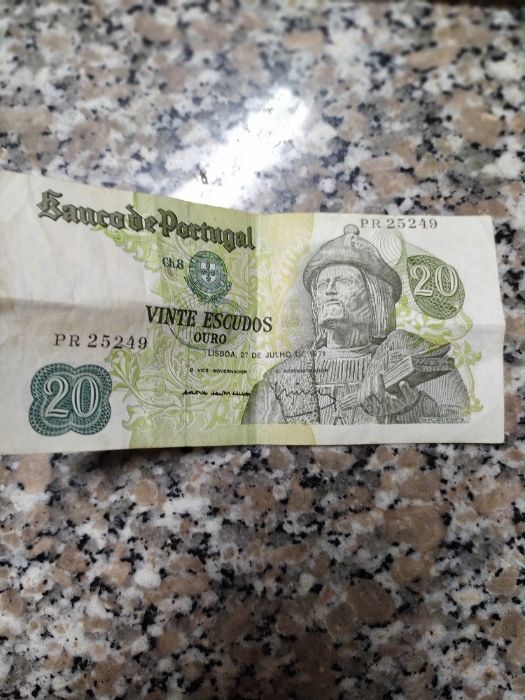 Banco de Portugal
PR 25249
Ch.8
20
VINTE ESCUDOS
OURO
PR 25249
LISBOA, 27 DE JULHO DE 1971
O VICE-GOVERNADOR
O ADMINISTRADOR
20